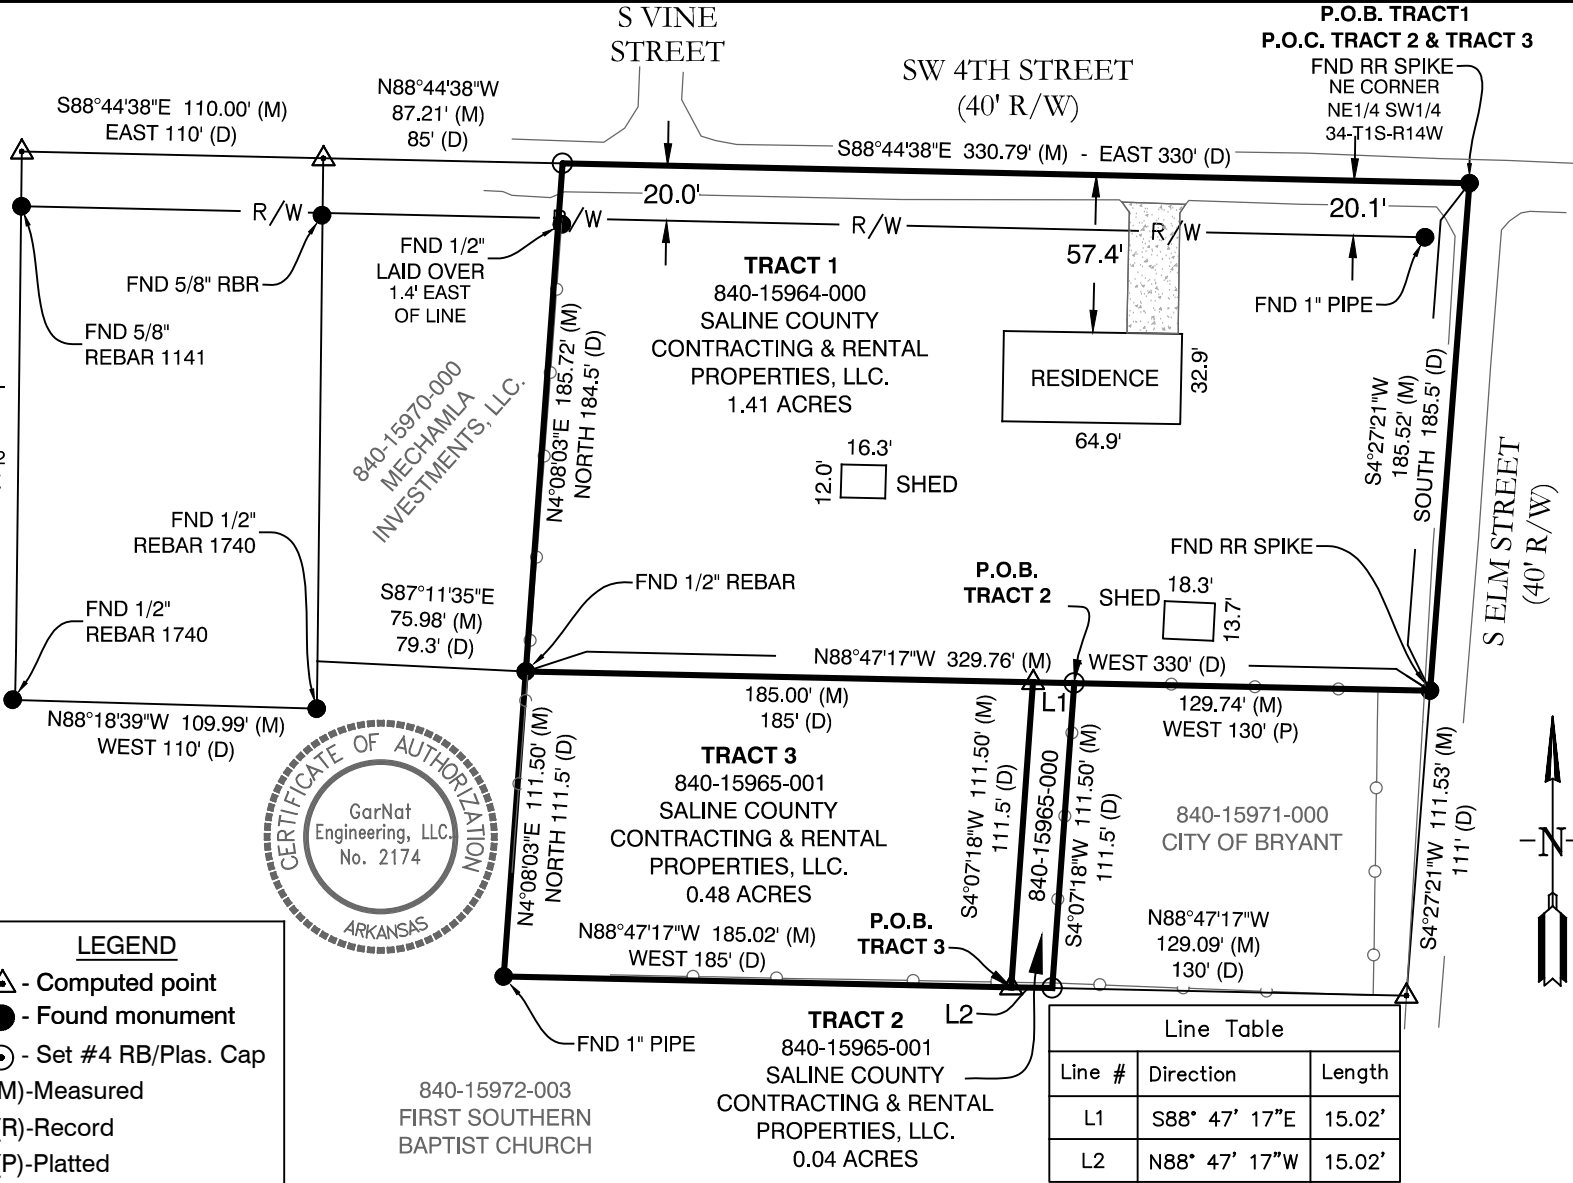 S VINE
STREET
SW 4TH STREET
(40' R/W)
P.O.B. TRACT1
P.O.C. TRACT 2 & TRACT 3
FND RR SPIKE
NE CORNER
NE1/4 SW1/4
34-T1S-R14W
S88°44'38"E 110.00' (M)
EAST 110' (D)
N88°44'38"W
87.21' (M)
85' (D)
S88°44'38"E 330.79' (M) - EAST 330' (D)
20.0'
20.1'
57.4'
R/W
R/W
R/W
R/W
FND 1/2"
LAID OVER
1.4' EAST
OF LINE
FND 5/8" RBR
FND 5/8"
REBAR 1141
FND 1" PIPE
TRACT 1
840-15964-000
SALINE COUNTY
CONTRACTING & RENTAL
PROPERTIES, LLC.
1.41 ACRES
RESIDENCE
32.9'
64.9'
16.3'
12.0'
SHED
840-15970-000
MECHAMLA
INVESTMENTS, LLC.
N4°08'03"E 185.72' (M)
NORTH 184.5' (D)
S4°27'21"W
185.52' (M)
SOUTH 185.5' (D)
S ELM STREET
(40' R/W)
FND 1/2"
REBAR 1740
FND 1/2"
REBAR 1740
S87°11'35"E
75.98' (M)
79.3' (D)
FND 1/2" REBAR
P.O.B.
TRACT 2
FND RR SPIKE
SHED
18.3'
13.7'
N88°47'17"W 329.76' (M)
WEST 330' (D)
N88°18'39"W 109.99' (M)
WEST 110' (D)
185.00' (M)
185' (D)
L1
129.74' (M)
WEST 130' (P)
CERTIFICATE OF AUTHORIZATION
GarNat
Engineering, LLC.
No. 2174
ARKANSAS
N4°08'03"E 111.50' (M)
NORTH 111.5' (D)
TRACT 3
840-15965-001
SALINE COUNTY
CONTRACTING & RENTAL
PROPERTIES, LLC.
0.48 ACRES
S4°07'18"W 111.50' (M)
111.5' (D)
840-15965-000
S4°07'18"W 111.50' (M)
111.5' (D)
840-15971-000
CITY OF BRYANT
S4°27'21"W 111.53' (M)
111' (D)
N
N88°47'17"W 185.02' (M)
WEST 185' (D)
P.O.B.
TRACT 3
N88°47'17"W
129.09' (M)
130' (D)
L2
FND 1" PIPE
TRACT 2
840-15965-001
SALINE COUNTY
CONTRACTING & RENTAL
PROPERTIES, LLC.
0.04 ACRES
840-15972-003
FIRST SOUTHERN
BAPTIST CHURCH
LEGEND
- Computed point
- Found monument
- Set #4 RB/Plas. Cap
M)-Measured
(R)-Record
(P)-Platted
Line Table
Line # Direction Length
L1 S88° 47' 17"E 15.02'
L2 N88° 47' 17"W 15.02'